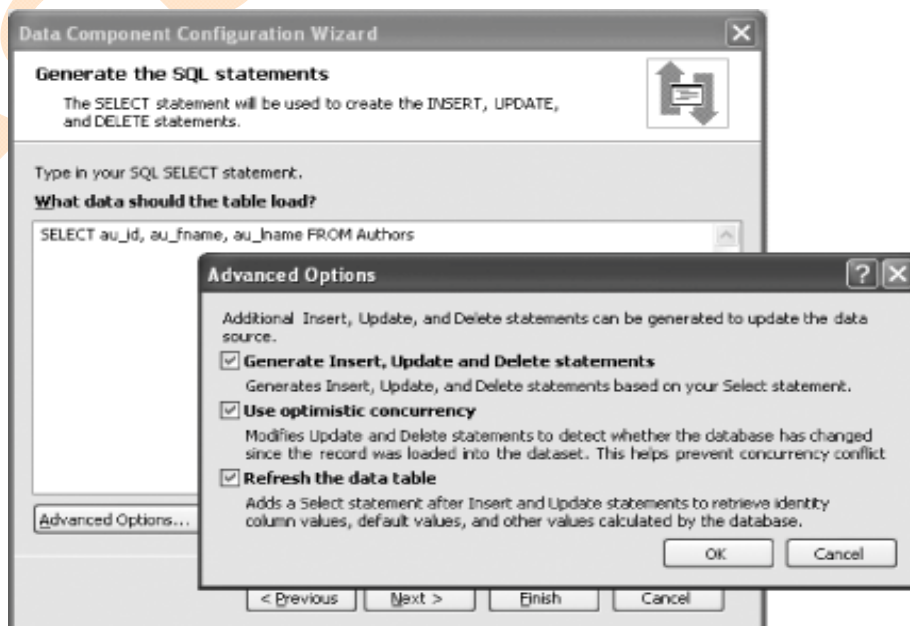 Data Component Configuration Wizard
Generate the SQL statements
The SELECT statement will be used to create the INSERT, UPDATE,
and DELETE statements.
Type in your SQL SELECT statement.
What data should the table load?
SELECT au_id, au_fname, au_lname FROM Authors
Advanced Options
Additional Insert, Update, and Delete statements can be generated to update the data
source.
Generate Insert, Update and Delete statements
Generates Insert, Update, and Delete statements based on your Select statement.
Use optimistic concurrency
Modifies Update and Delete statements to detect whether the database has changed
since the record was loaded into the dataset. This helps prevent concurrency conflict
Refresh the data table
Adds a Select statement after Insert and Update statements to retrieve identity
column values, default values, and other values calculated by the database.
OK
Cancel
Advanced Options...
< Previous
Next >
Finish
Cancel